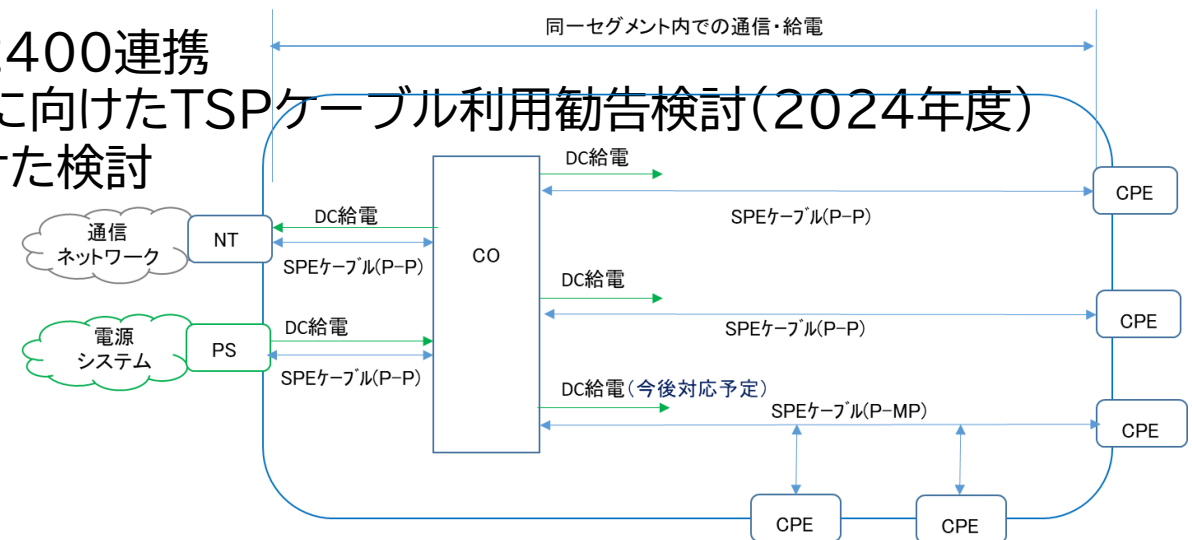 同一セグメント内での通信・給電
2400連携
に向けたTSPケーブル利用勧告検討(2024年度)
けた検討
DC給電
SPEケーブル(P-P)
CPE
通信
ネットワーク
NT
DC給電
SPEケーブル(P-P)
CO
DC給電
SPEケーブル(P-P)
CPE
電源
システム
PS
DC給電
SPEケーブル(P-P)
DC給電(今後対応予定)
SPEケーブル(P-MP)
CPE
CPE
CPE